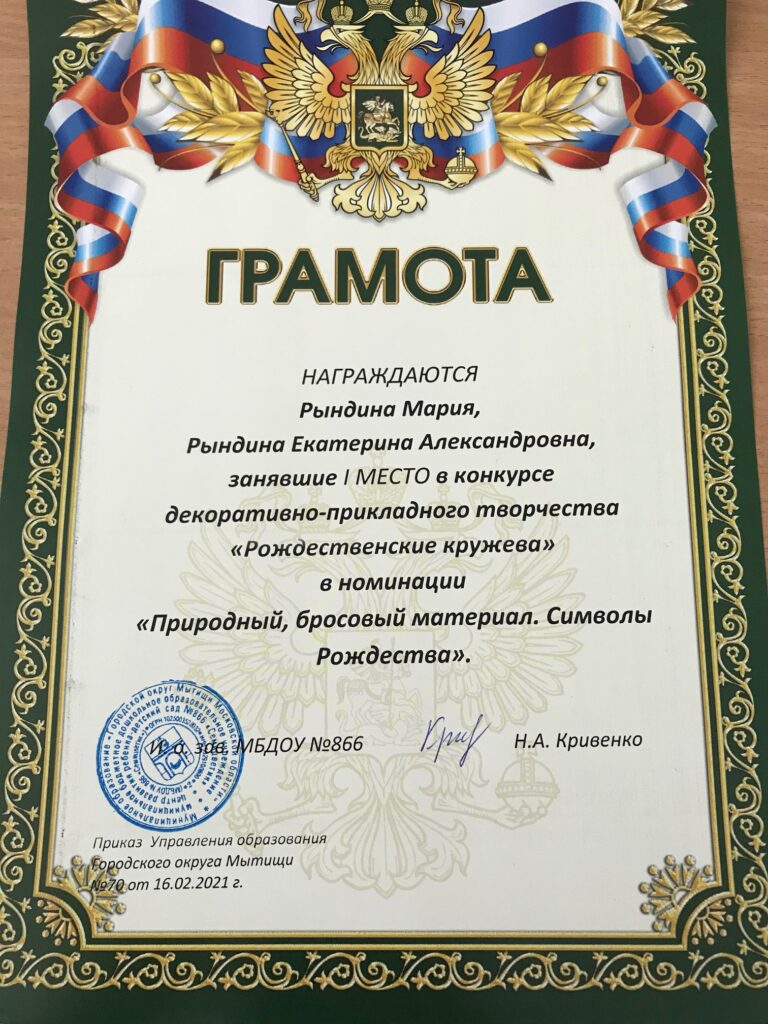 ГРАМОТА
НАГРАЖДАЮТСЯ
Рындина Мария,
Рындина Екатерина Александровна,
занявшие I МЕСТО в конкурсе
декоративно-прикладного творчества
«Рождественские кружева»
в номинации
«Природный, бросовый материал. Символы
Рождества».
И. о. зав. МБДОУ №866
Н.А. Кривенко
Приказ Управления образования
Городского округа Мытищи
№70 от 16.02.2021 г.